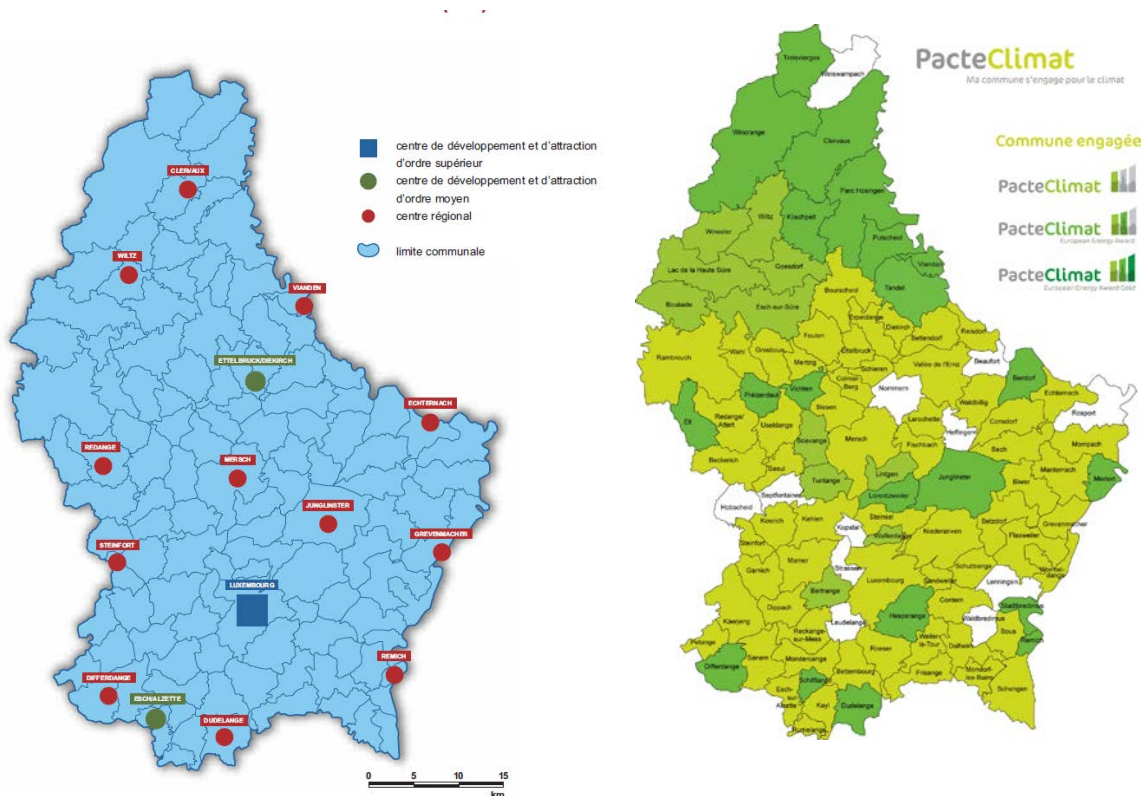 CLERVAUX
WILTZ
VIANDEN
ETTELBRUCK/DIEKIRCH
ECHTERNACH
REDANGE
MERSCH
JUNGLINSTER
GREVENMACHER
STEINFORT
LUXEMBOURG
REMICH
DIFFERDANGE
ESCH/ALZETTE
DUDELANGE
centre de développement et d'attraction
d'ordre supérieur
centre de développement et d'attraction
d'ordre moyen
centre régional
limite communale
0 5 10 15
km
PacteClimat
Ma commune s'engage pour le climat
Commune engagée
PacteClimat
PacteClimat
European Energy Award
PacteClimat
European Energy Award Gold
Troisvierges
Weiswampach
Wincrange
Clervaux
Parc Hosingen
Wiltz
Kiischpelt
Winseler
Putscheid
Goesdorf
Lac de la Haute Sûre
Tandel
Bourscheid
Esch-sur-Sûre
Boulaide
Erpeldange
Diekirch
Reisdorf
Bettendorf
Feulen
Wahl
Grosbous
Ettelbruck
Beaufort
Rambrouch
Mertzig
Schieren
Vallée de l'Ernz
Berdorf
Colmar
Berg
Nommern
Préizerdaul
Vichten
Echternach
Waldbillig
Rosport
Ell
Redange/
Attert
Bissen
Larochette
Consdorf
Useldange
Heffingen
Boevange
Mersch
Fischbach
Mompach
Beckerich
Bech
Saeul
Lintgen
Manternach
Tuntange
Junglinster
Biwer
Mertert
Septfontaines
Lorentzweiler
Hobscheid
Koerich
Kehlen
Kopstal
Steinsel
Betzdorf
Grevenmacher
Niederanven
Flaxweiler
Steinfort
Walferdange
Mamer
Strassen
Schuttrange
Garnich
Luxembourg
Sandweiler
Lenningen
Bertrange
Contern
Stadtbredimus
Dippach
Hesperange
Waldbredimus
Käerjeng
Leudelange
Bous
Remich
Reckange-
sur-Mess
Weiler-
la-Tour
Dalheim
Pétange
Roeser
Mondorf-
les-Bains
Sanem
Mondercange
Differdange
Bettembourg
Frisange
Schengen
Schifflange
Esch-
sur-
Alzette
Kayl
Dudelange
Rumelange